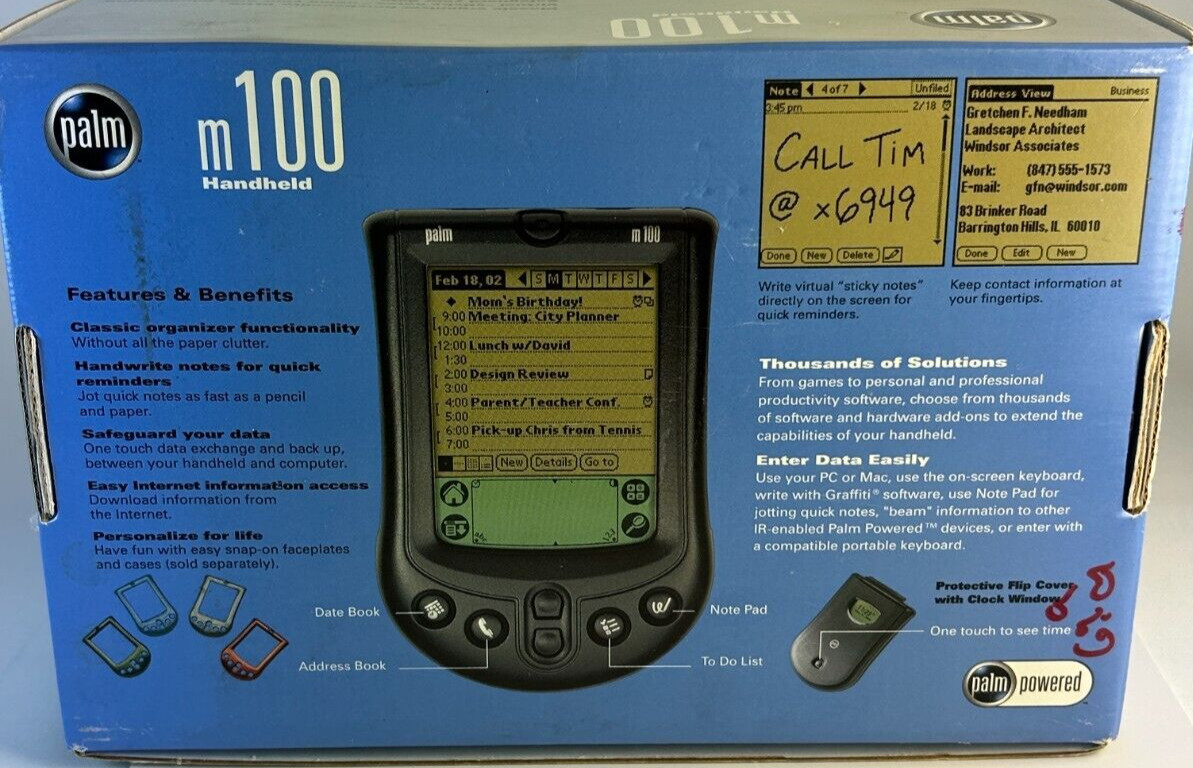 palm
m100
Handheld
Features & Benefits
Classic organizer functionality
Without all the paper clutter.
Handwrite notes for quick
reminders
Jot quick notes as fast as a pencil
and paper.
Safeguard your data
One touch data exchange and back up,
between your handheld and computer.
Easy Internet information access
Download information from
the Internet.
Personalize for life
Have fun with easy snap-on faceplates
and cases (sold separately).
palm m100
Feb 18, 02 S M T W T F S
Mom's Birthday!
9:00 Meeting: City Planner
10:00
12:00 Lunch w/David
1:30
2:00 Design Review
3:00
4:00 Parent/Teacher Conf.
5:00
6:00 Pick-up Chris from Tennis
7:00
New Details Go to
Date Book
Address Book
Note Pad
To Do List
Note 4 of 7 Unfiled
3:45 pm 2/18
CALL TIM
@ x6949
Done New Delete
Write virtual "sticky notes"
directly on the screen for
quick reminders.
Address View Business
Gretchen F. Needham
Landscape Architect
Windsor Associates
Work: (847) 555-1573
E-mail: gfn@windsor.com
83 Brinker Road
Barrington Hills, IL 60010
Done Edit New
Keep contact information at
your fingertips.
Thousands of Solutions
From games to personal and professional
productivity software, choose from thousands
of software and hardware add-ons to extend the
capabilities of your handheld.
Enter Data Easily
Use your PC or Mac, use the on-screen keyboard,
write with Graffiti® software, use Note Pad for
jotting quick notes, "beam" information to other
IR-enabled Palm Powered™ devices, or enter with
a compatible portable keyboard.
Protective Flip Cover
with Clock Window
One touch to see time
palm powered